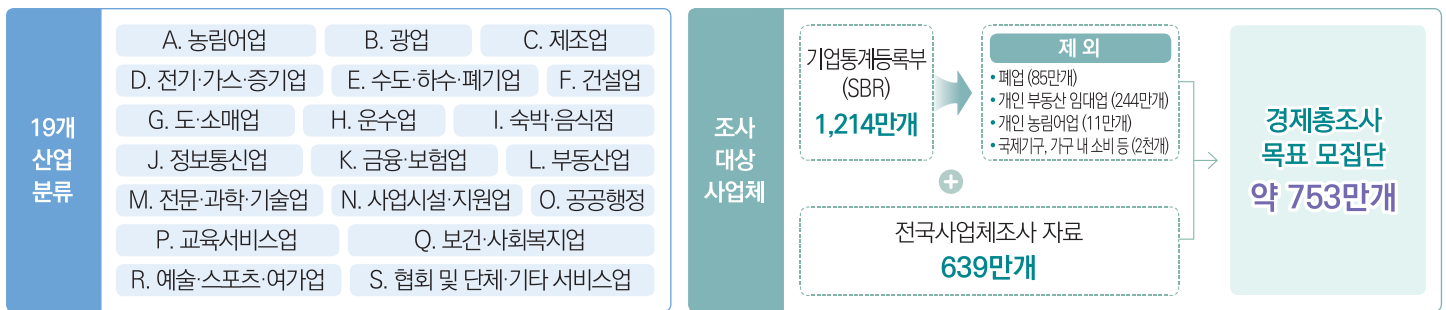 19개
산업
분류
A. 농림어업 B. 광업 C. 제조업
D. 전기·가스·증기업 E. 수도·하수·폐기업 F. 건설업
G. 도·소매업 H. 운수업 I. 숙박·음식점
J. 정보통신업 K. 금융·보험업 L. 부동산업
M. 전문·과학·기술업 N. 사업시설·지원업 O. 공공행정
P. 교육서비스업 Q. 보건·사회복지업
R. 예술·스포츠·여가업 S. 협회 및 단체·기타 서비스업
조사
대상
사업체
기업통계등록부
(SBR)
1,214만개
제 외
• 폐업 (85만개)
• 개인 부동산 임대업 (244만개)
• 개인 농림어업 (11만개)
• 국제기구, 가구 내 소비 등 (2천개)
+
전국사업체조사 자료
639만개
경제총조사
목표 모집단
약 753만개